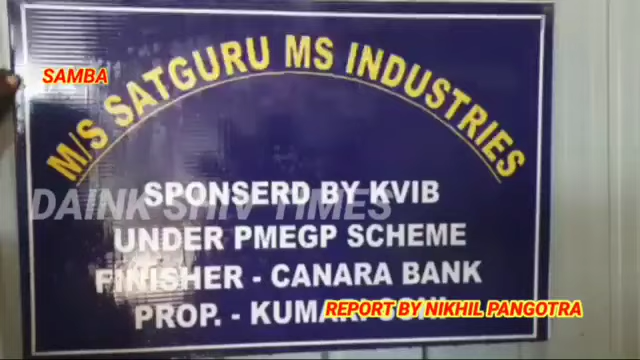 SAMBA
M/S SATGURU MS INDUSTRIES
SPONSERD BY KVIB
DAINK SHIV TIMES
UNDER PMEGP SCHEME
FINISHER - CANARA BANK
PROP. - KUMARI
REPORT BY NIKHIL PANGOTRA